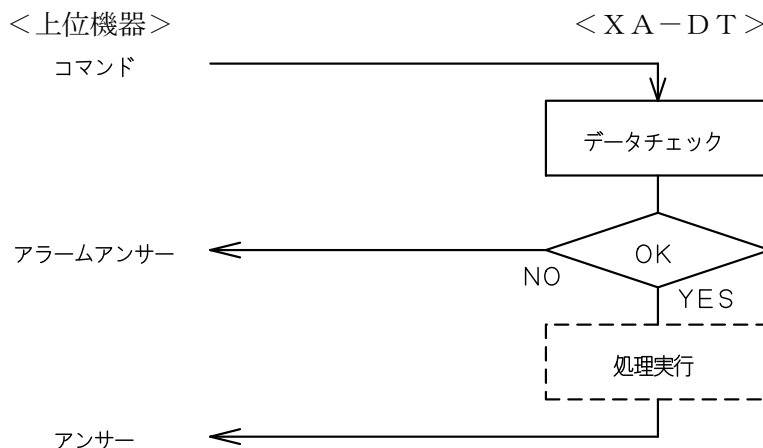 ＜上位機器＞
＜ＸＡ－ＤＴ＞
コマンド
データチェック
アラームアンサー
OK
NO
YES
処理実行
アンサー